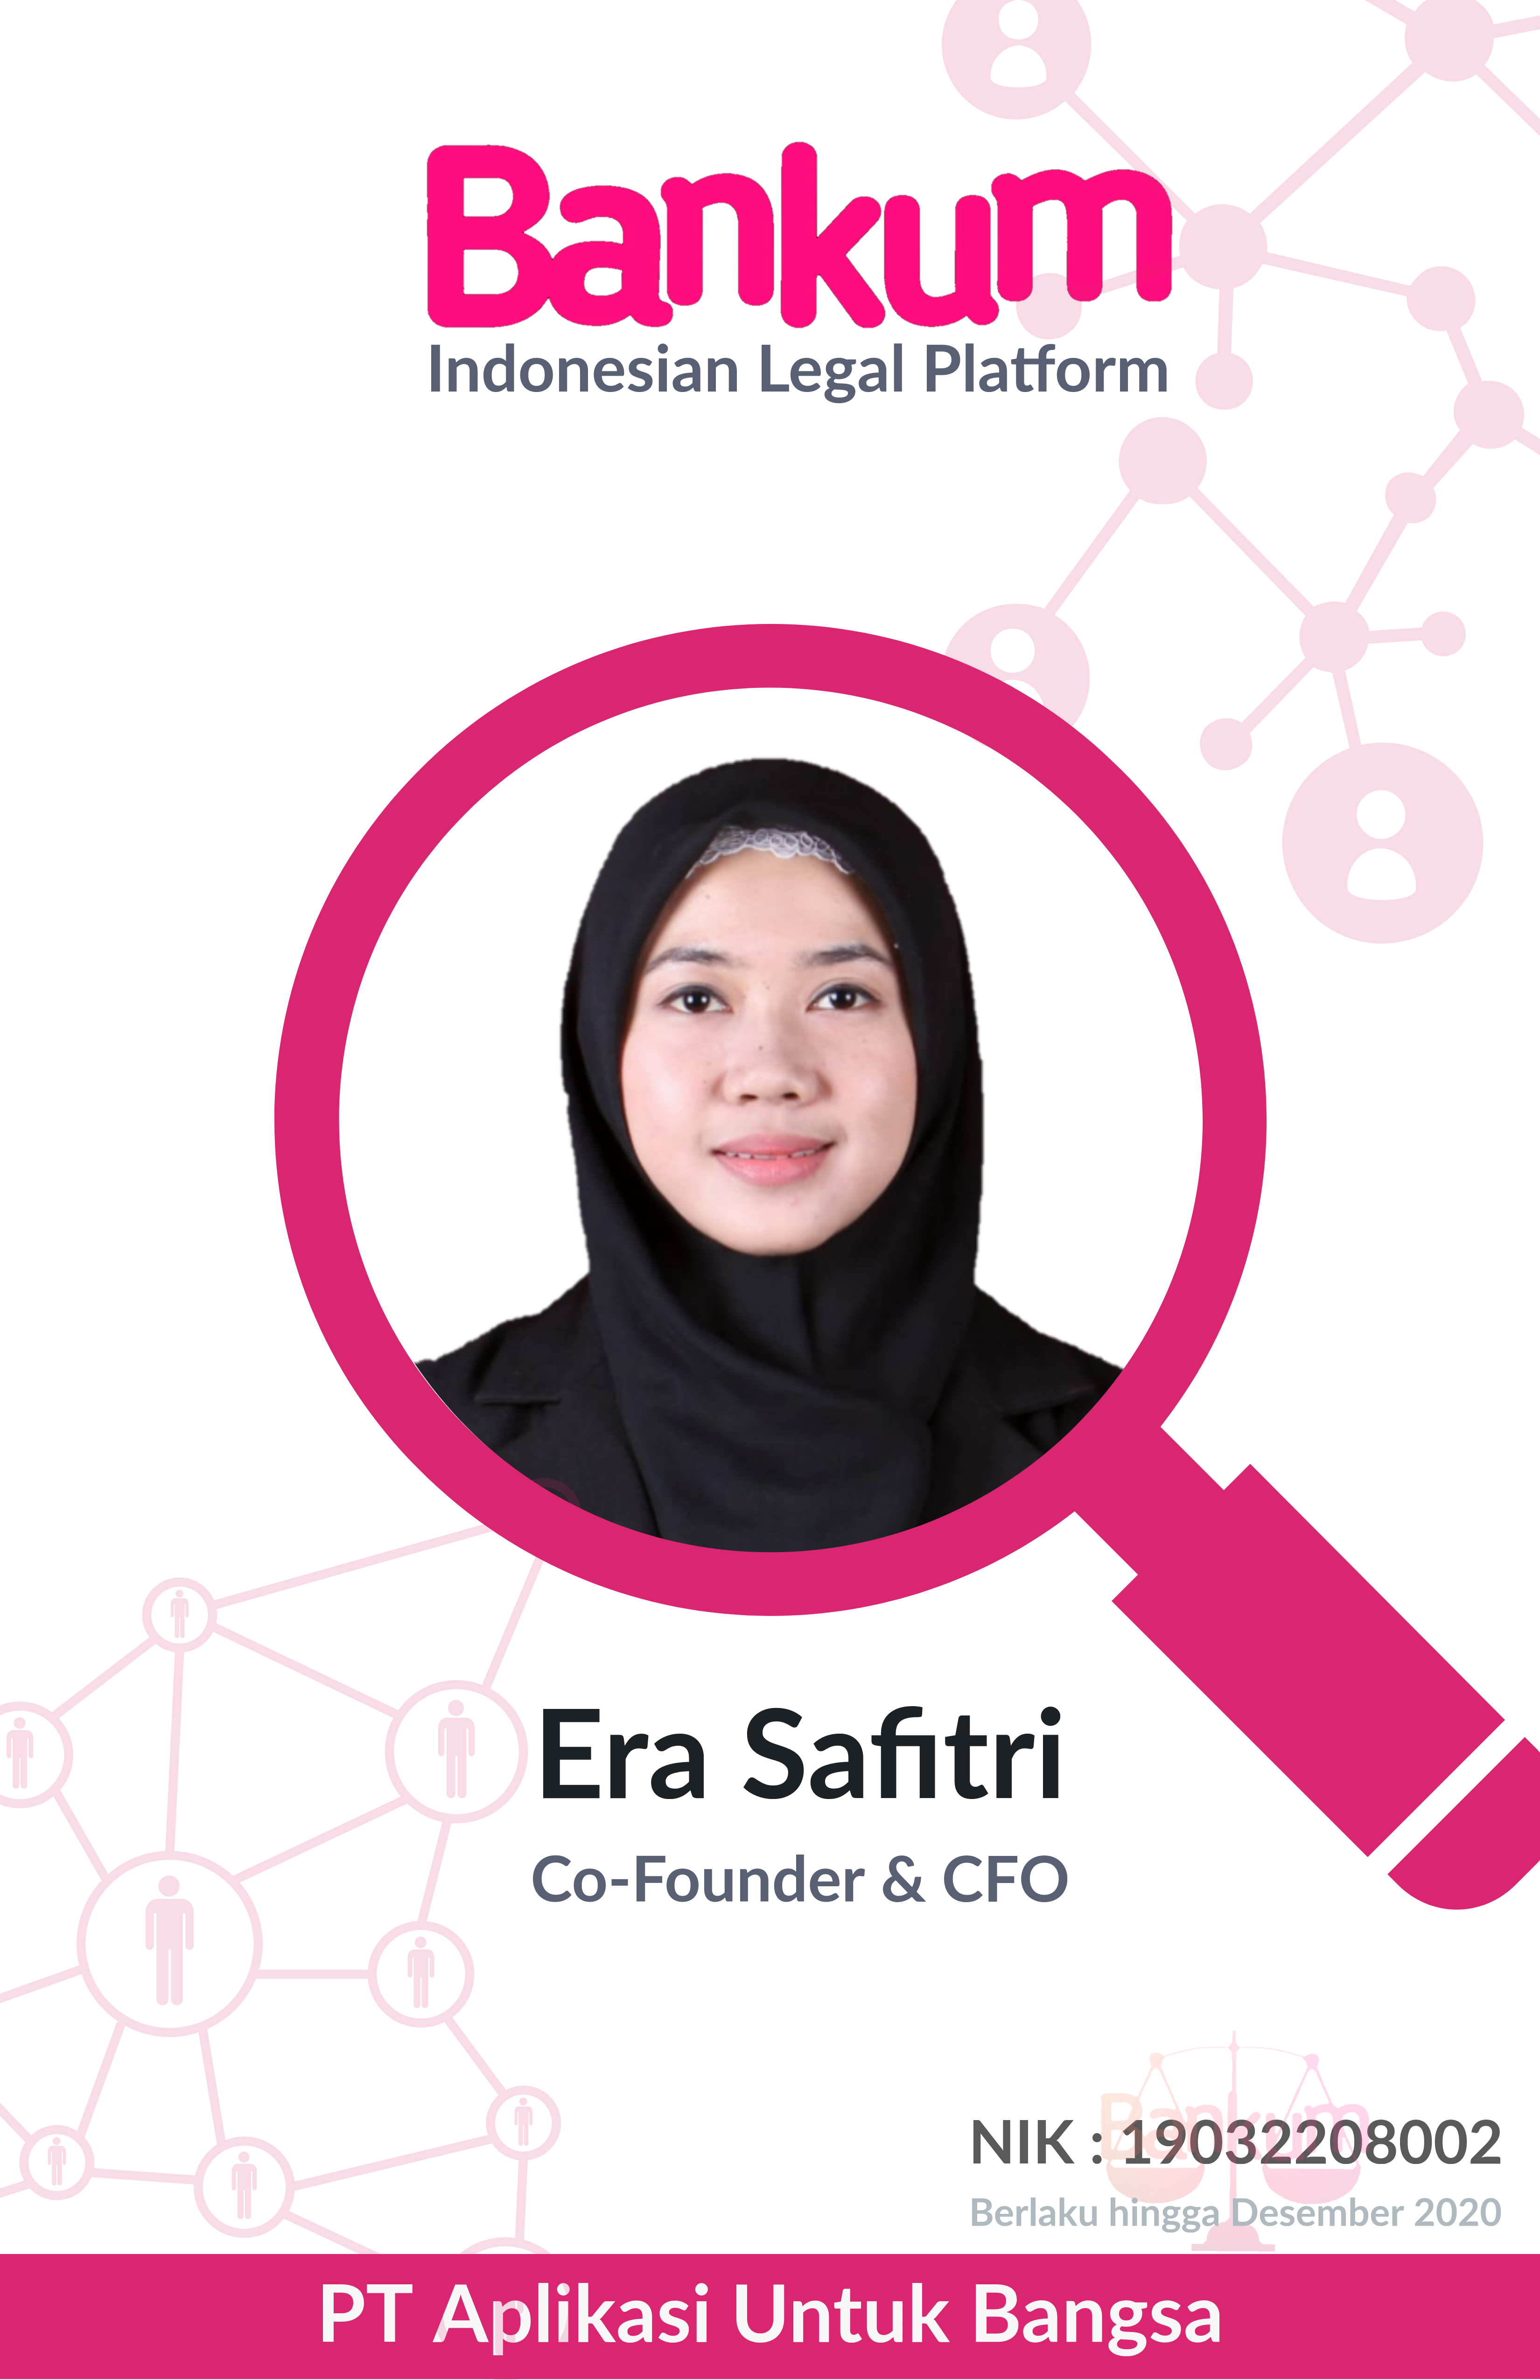 Bankum
Indonesian Legal Platform
Era Safitri
Co-Founder & CFO
Bankum
NIK : 19032208002
Berlaku hingga Desember 2020
PT Aplikasi Untuk Bangsa